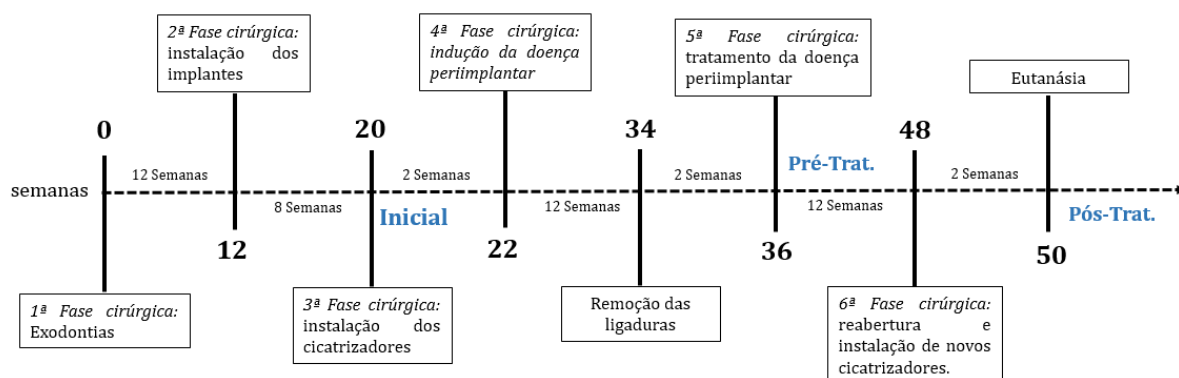 2ª Fase cirúrgica:
instalação dos
implantes
4ª Fase cirúrgica:
indução da doença
periimplantar
5ª Fase cirúrgica:
tratamento da doença
periimplantar
Eutanásia
0
20
34
48
12 Semanas
2 Semanas
2 Semanas
Pré-Trat.
2 Semanas
semanas
8 Semanas
Inicial
12 Semanas
12 Semanas
Pós-Trat.
12
22
36
50
1ª Fase cirúrgica:
Exodontias
3ª Fase cirúrgica:
instalação dos
cicatrizadores
Remoção das
ligaduras
6ª Fase cirúrgica:
reabertura e
instalação de novos
cicatrizadores.